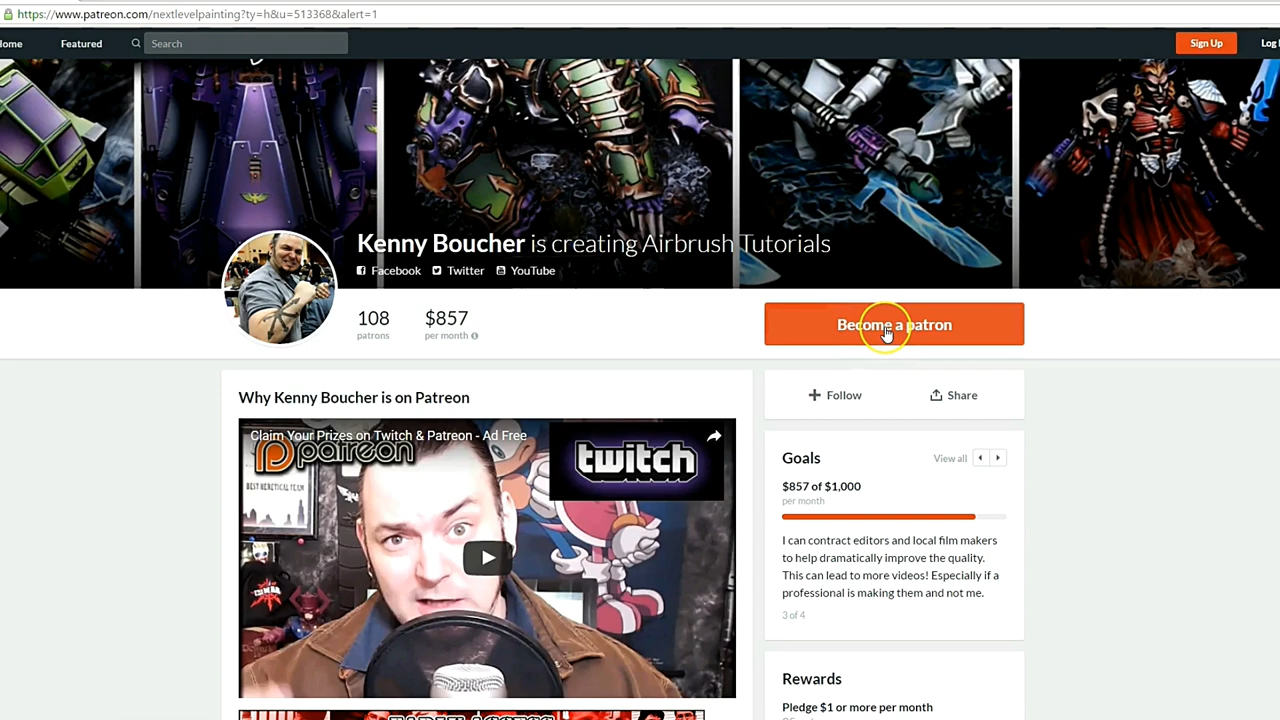 https://www.patreon.com/nextlevelpainting?ty=h&u=513368&alert=1
Home Featured Search Sign Up Log
Kenny Boucher is creating Airbrush Tutorials
Facebook Twitter YouTube
108 $857
patrons per month
Become a patron
Why Kenny Boucher is on Patreon
Follow Share
Claim Your Prizes on Twitch & Patreon - Ad Free
patreon
twitch
BEST HERETICAL TEAM
Goals View all
$857 of $1,000
per month
I can contract editors and local film makers
to help dramatically improve the quality.
This can lead to more videos! Especially if a
professional is making them and not me.
3 of 4
Rewards
Pledge $1 or more per month
EARLY ACCESS